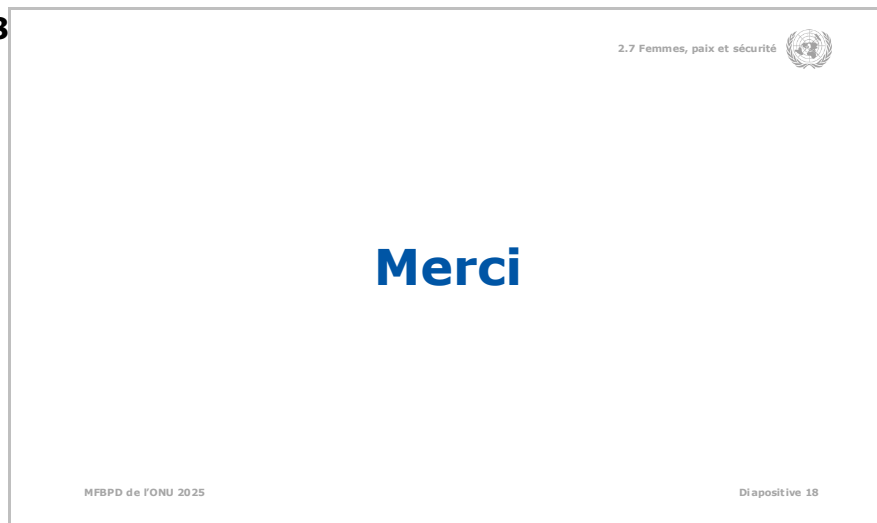 2.7 Femmes, paix et sécurité
Merci
MFBPD de l'ONU 2025
Diapositive 18